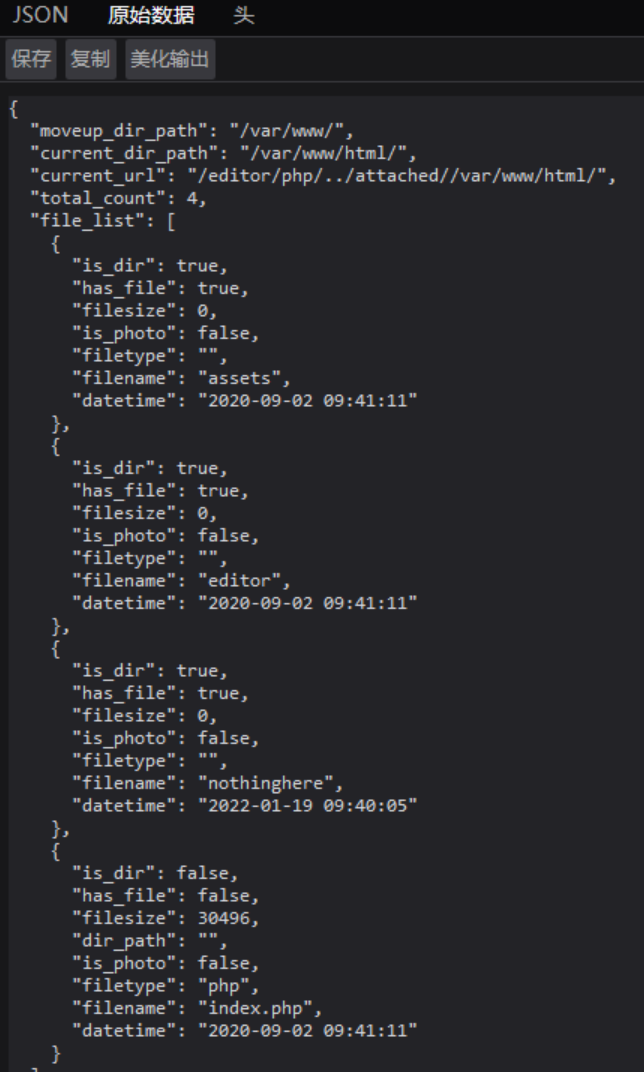 JSON 原始数据 头
保存 复制 美化输出
{
  "moveup_dir_path": "/var/www/",
  "current_dir_path": "/var/www/html/",
  "current_url": "/editor/php/../attached//var/www/html/",
  "total_count": 4,
  "file_list": [
    {
      "is_dir": true,
      "has_file": true,
      "filesize": 0,
      "is_photo": false,
      "filetype": "",
      "filename": "assets",
      "datetime": "2020-09-02 09:41:11"
    },
    {
      "is_dir": true,
      "has_file": true,
      "filesize": 0,
      "is_photo": false,
      "filetype": "",
      "filename": "editor",
      "datetime": "2020-09-02 09:41:11"
    },
    {
      "is_dir": true,
      "has_file": true,
      "filesize": 0,
      "is_photo": false,
      "filetype": "",
      "filename": "nothinghere",
      "datetime": "2022-01-19 09:40:05"
    },
    {
      "is_dir": false,
      "has_file": false,
      "filesize": 30496,
      "dir_path": "",
      "is_photo": false,
      "filetype": "php",
      "filename": "index.php",
      "datetime": "2020-09-02 09:41:11"
    }